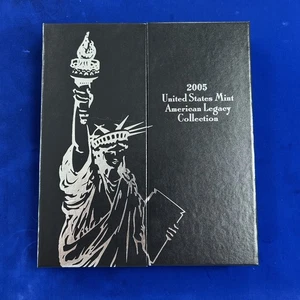 2005
United States Mint
American Legacy
Collection